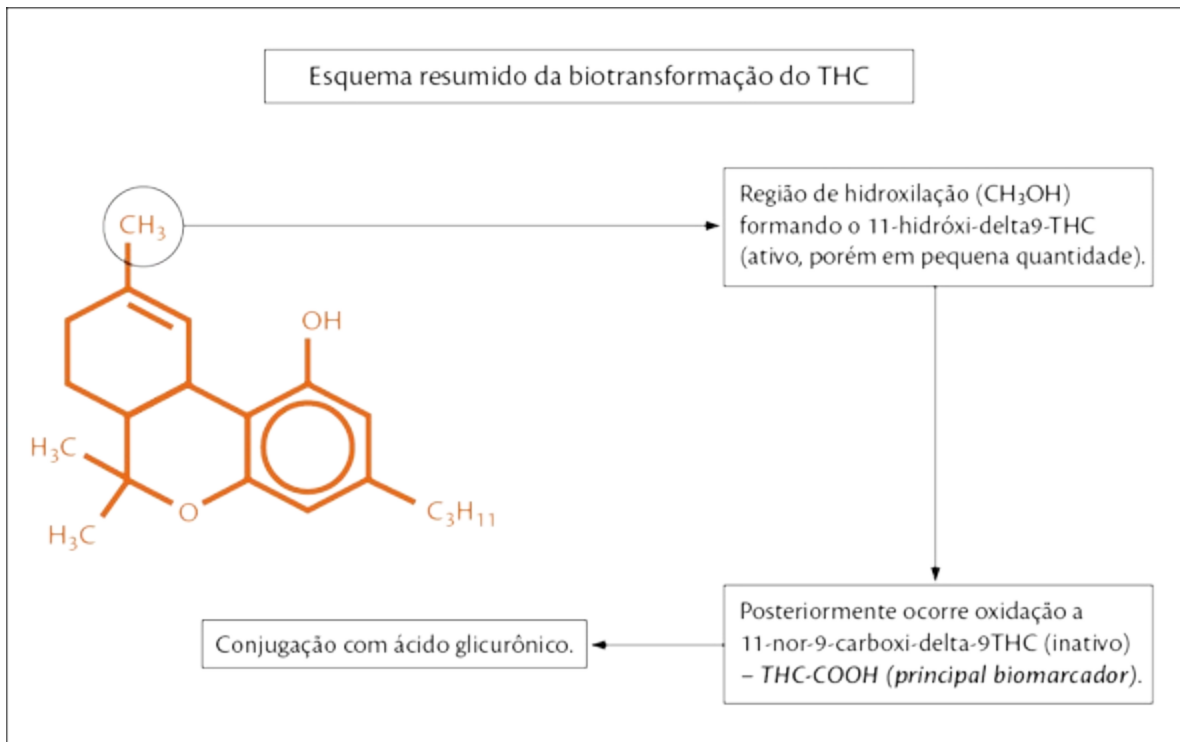 Esquema resumido da biotransformação do THC
CH₃
Região de hidroxilação (CH₃OH)
formando o 11-hidróxi-delta9-THC
(ativo, porém em pequena quantidade).
OH
H₃C
H₃C
O
C₃H₁₁
Posteriormente ocorre oxidação a
11-nor-9-carboxi-delta-9THC (inativo)
– THC-COOH (principal biomarcador).
Conjugação com ácido glicurônico.